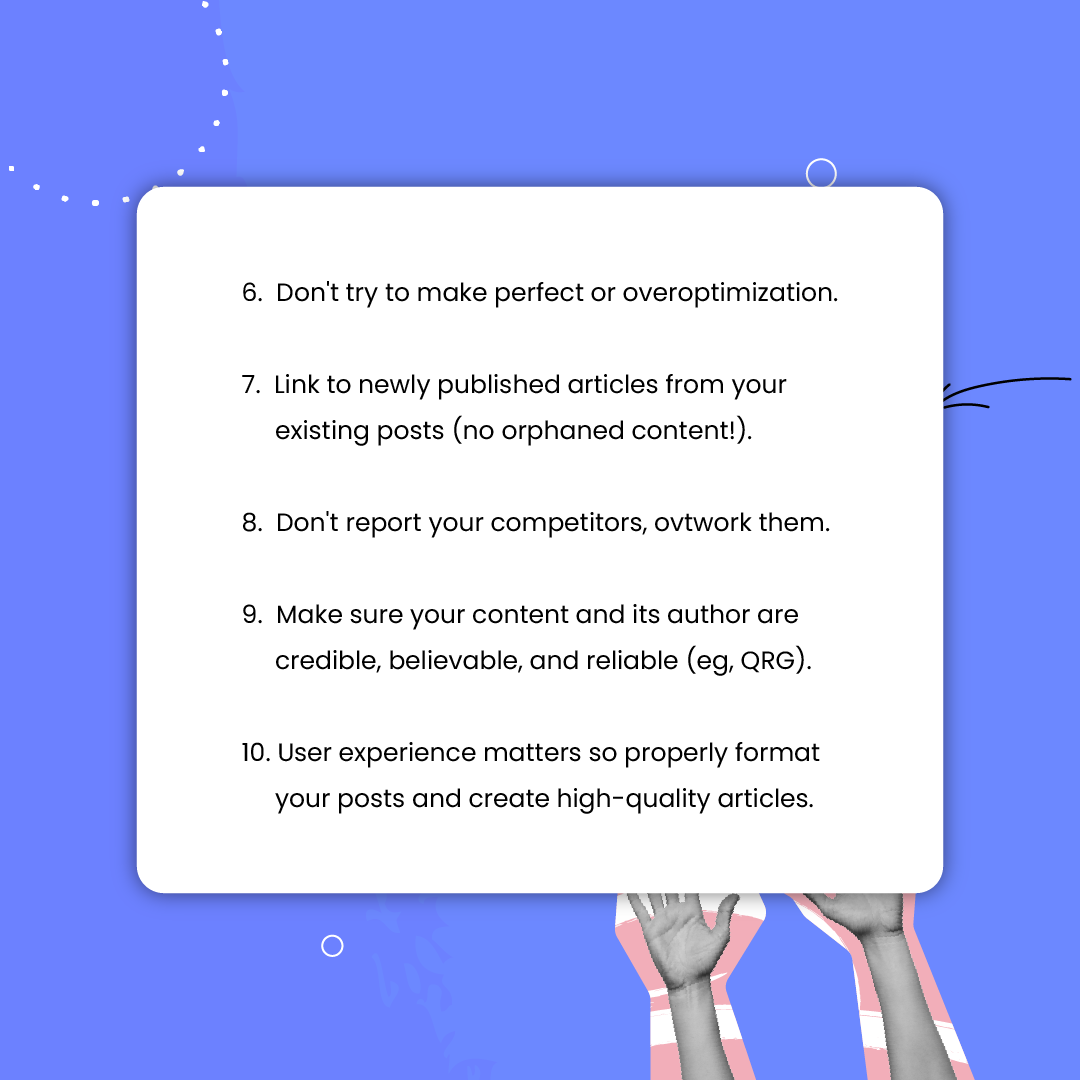 6. Don't try to make perfect or overoptimization.
7. Link to newly published articles from your
existing posts (no orphaned content!).
8. Don't report your competitors, ovtwork them.
9. Make sure your content and its author are
credible, believable, and reliable (eg, QRG).
10. User experience matters so properly format
your posts and create high-quality articles.